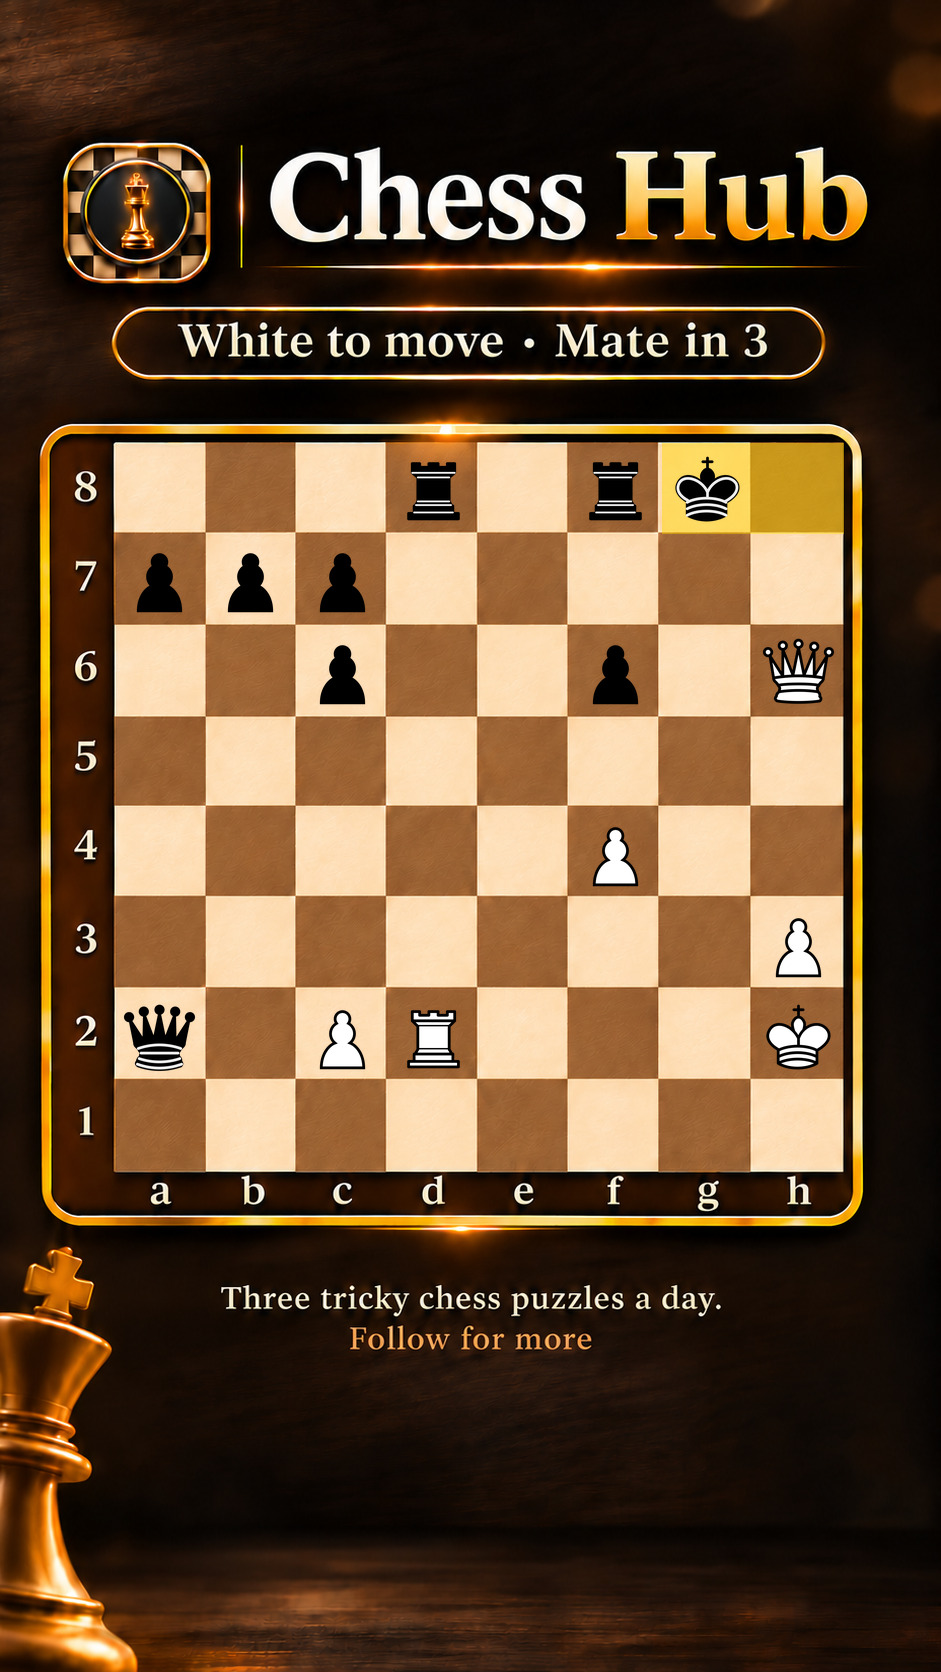 Chess Hub
White to move • Mate in 3
8
7
6
5
4
3
2
1
a b c d e f g h
Three tricky chess puzzles a day.
Follow for more